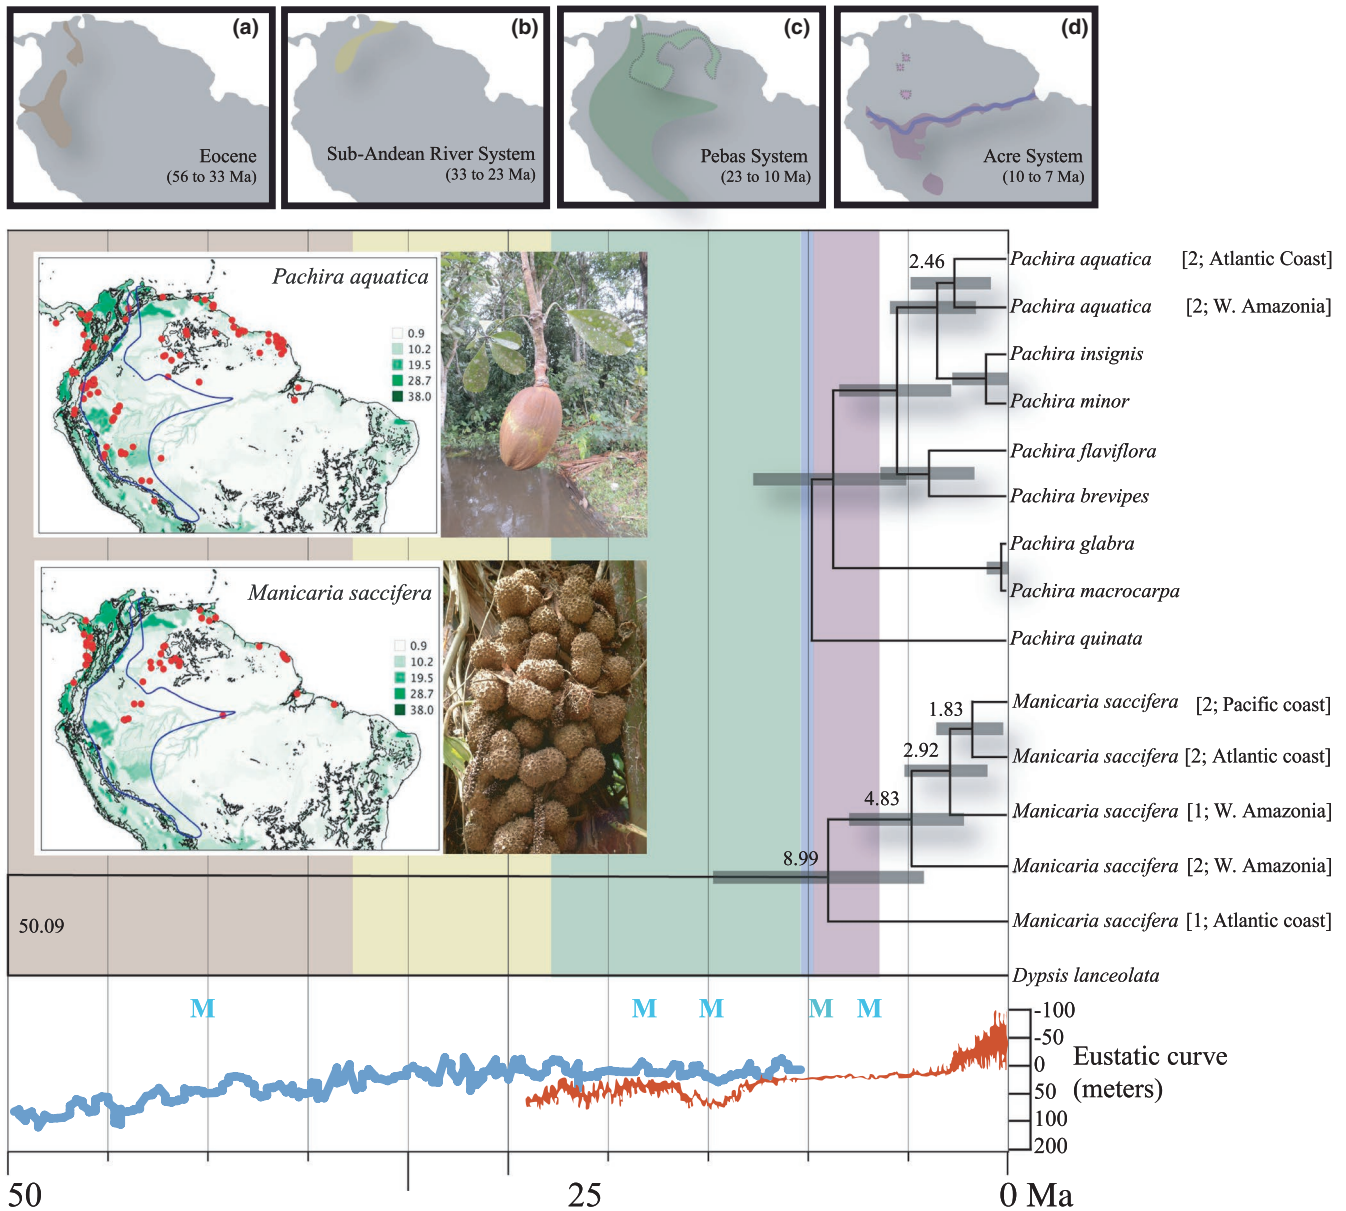 (a)
Eocene
(56 to 33 Ma)
(b)
Sub-Andean River System
(33 to 23 Ma)
(c)
Pebas System
(23 to 10 Ma)
(d)
Acre System
(10 to 7 Ma)
Pachira aquatica
0.9
10.2
19.5
28.7
38.0
Manicaria saccifera
0.9
10.2
19.5
28.7
38.0
2.46
Pachira aquatica [2; Atlantic Coast]
Pachira aquatica [2; W. Amazonia]
Pachira insignis
Pachira minor
Pachira flaviflora
Pachira brevipes
Pachira glabra
Pachira macrocarpa
Pachira quinata
Manicaria saccifera [2; Pacific coast]
1.83
2.92
Manicaria saccifera [2; Atlantic coast]
4.83
Manicaria saccifera [1; W. Amazonia]
8.99
Manicaria saccifera [2; W. Amazonia]
50.09
Manicaria saccifera [1; Atlantic coast]
Dypsis lanceolata
M M M M M
-100
-50
0
50
100
200
Eustatic curve
(meters)
50 25 0 Ma